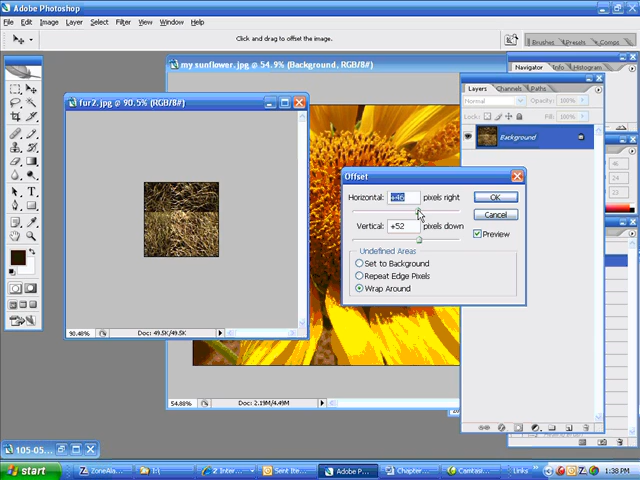 Adobe Photoshop
File Edit Image Layer Select Filter View Window Help
Click and drag to offset the image.
Brushes Presets Comps
my sunflower.jpg @ 54.9% (Background, RGB/8#)
Navigator Info Histogram
Layers Channels Paths
Normal Opacity: 100%
Lock: Fill: 100%
Background
fur2.jpg @ 90.5% (RGB/8#)
Offset
Horizontal: +46 pixels right
OK
Cancel
Vertical: +52 pixels down
Preview
Undefined Areas
Set to Background
Repeat Edge Pixels
Wrap Around
90.48% Doc: 49.5K/49.5K
54.88% Doc: 2.19M/4.49M
105-05
start ZoneAla I:\ 2 Inter Sent Ite Adobe P... Chapter Camtasi Links 1:38 PM